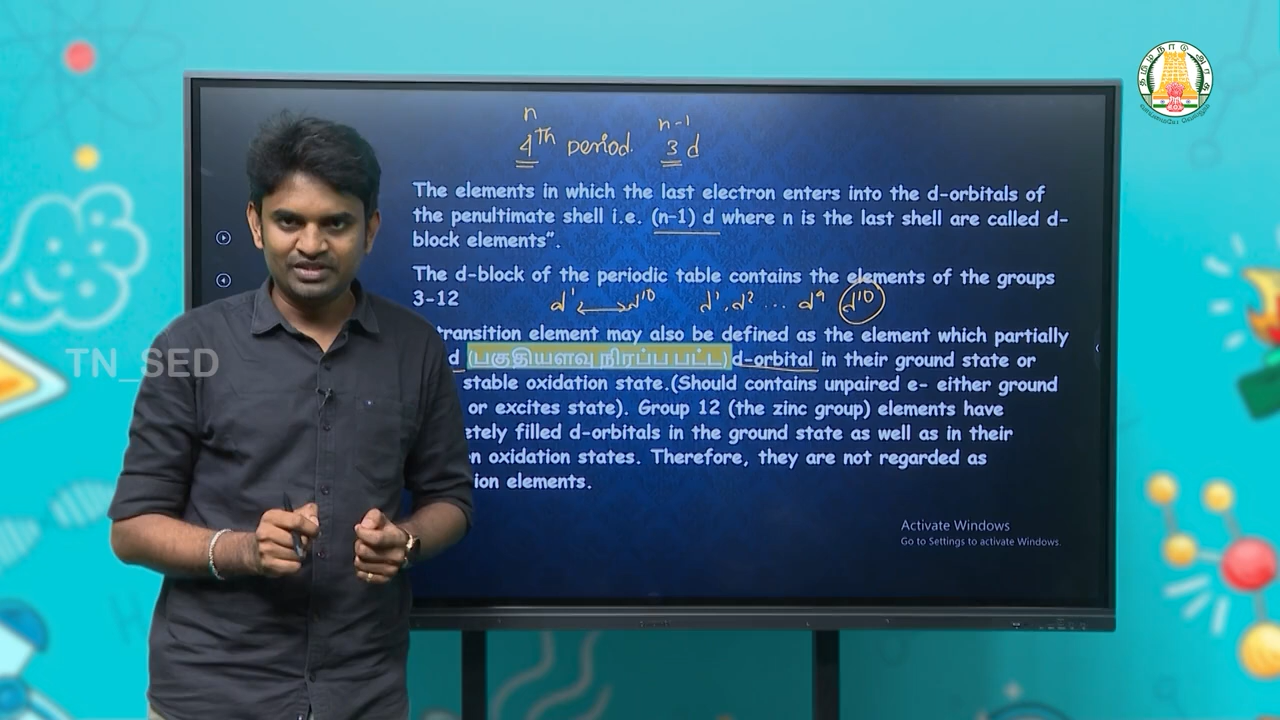 தமிழ்நாடு அரசு
வாய்மையே வெல்லும்
n
4th period.
n-1
3 d
The elements in which the last electron enters into the d-orbitals of
the penultimate shell i.e. (n-1) d where n is the last shell are called d-
block elements”.
The d-block of the periodic table contains the elements of the groups
3-12
d¹ ⟷ d¹⁰ d¹, d² ... d⁹ d¹⁰
transition element may also be defined as the element which partially
d (பகுதியளவு நிரப்ப பட்ட) d-orbital in their ground state or
stable oxidation state.(Should contains unpaired e- either ground
or excites state). Group 12 (the zinc group) elements have
etely filled d-orbitals in the ground state as well as in their
n oxidation states. Therefore, they are not regarded as
ion elements.
TN_SED
Activate Windows
Go to Settings to activate Windows.